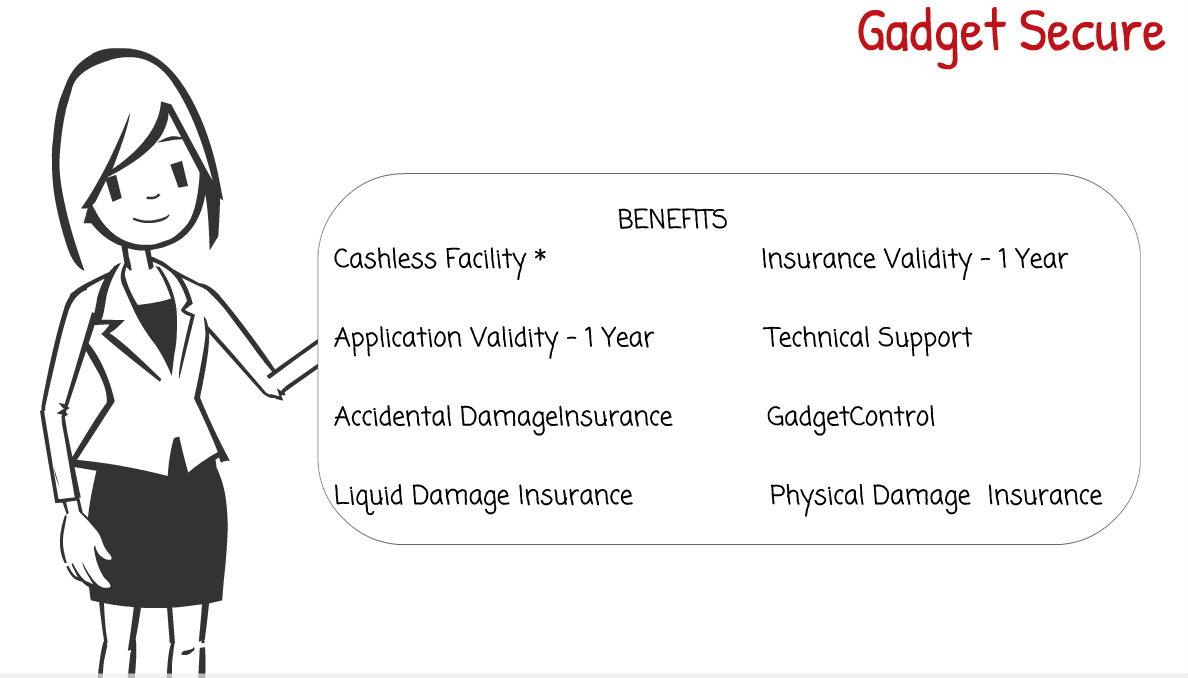 Gadget Secure
BENEFITS
Cashless Facility *
Insurance Validity - 1 Year
Application Validity - 1 Year
Technical Support
Accidental DamageInsurance
GadgetControl
Liquid Damage Insurance
Physical Damage  Insurance